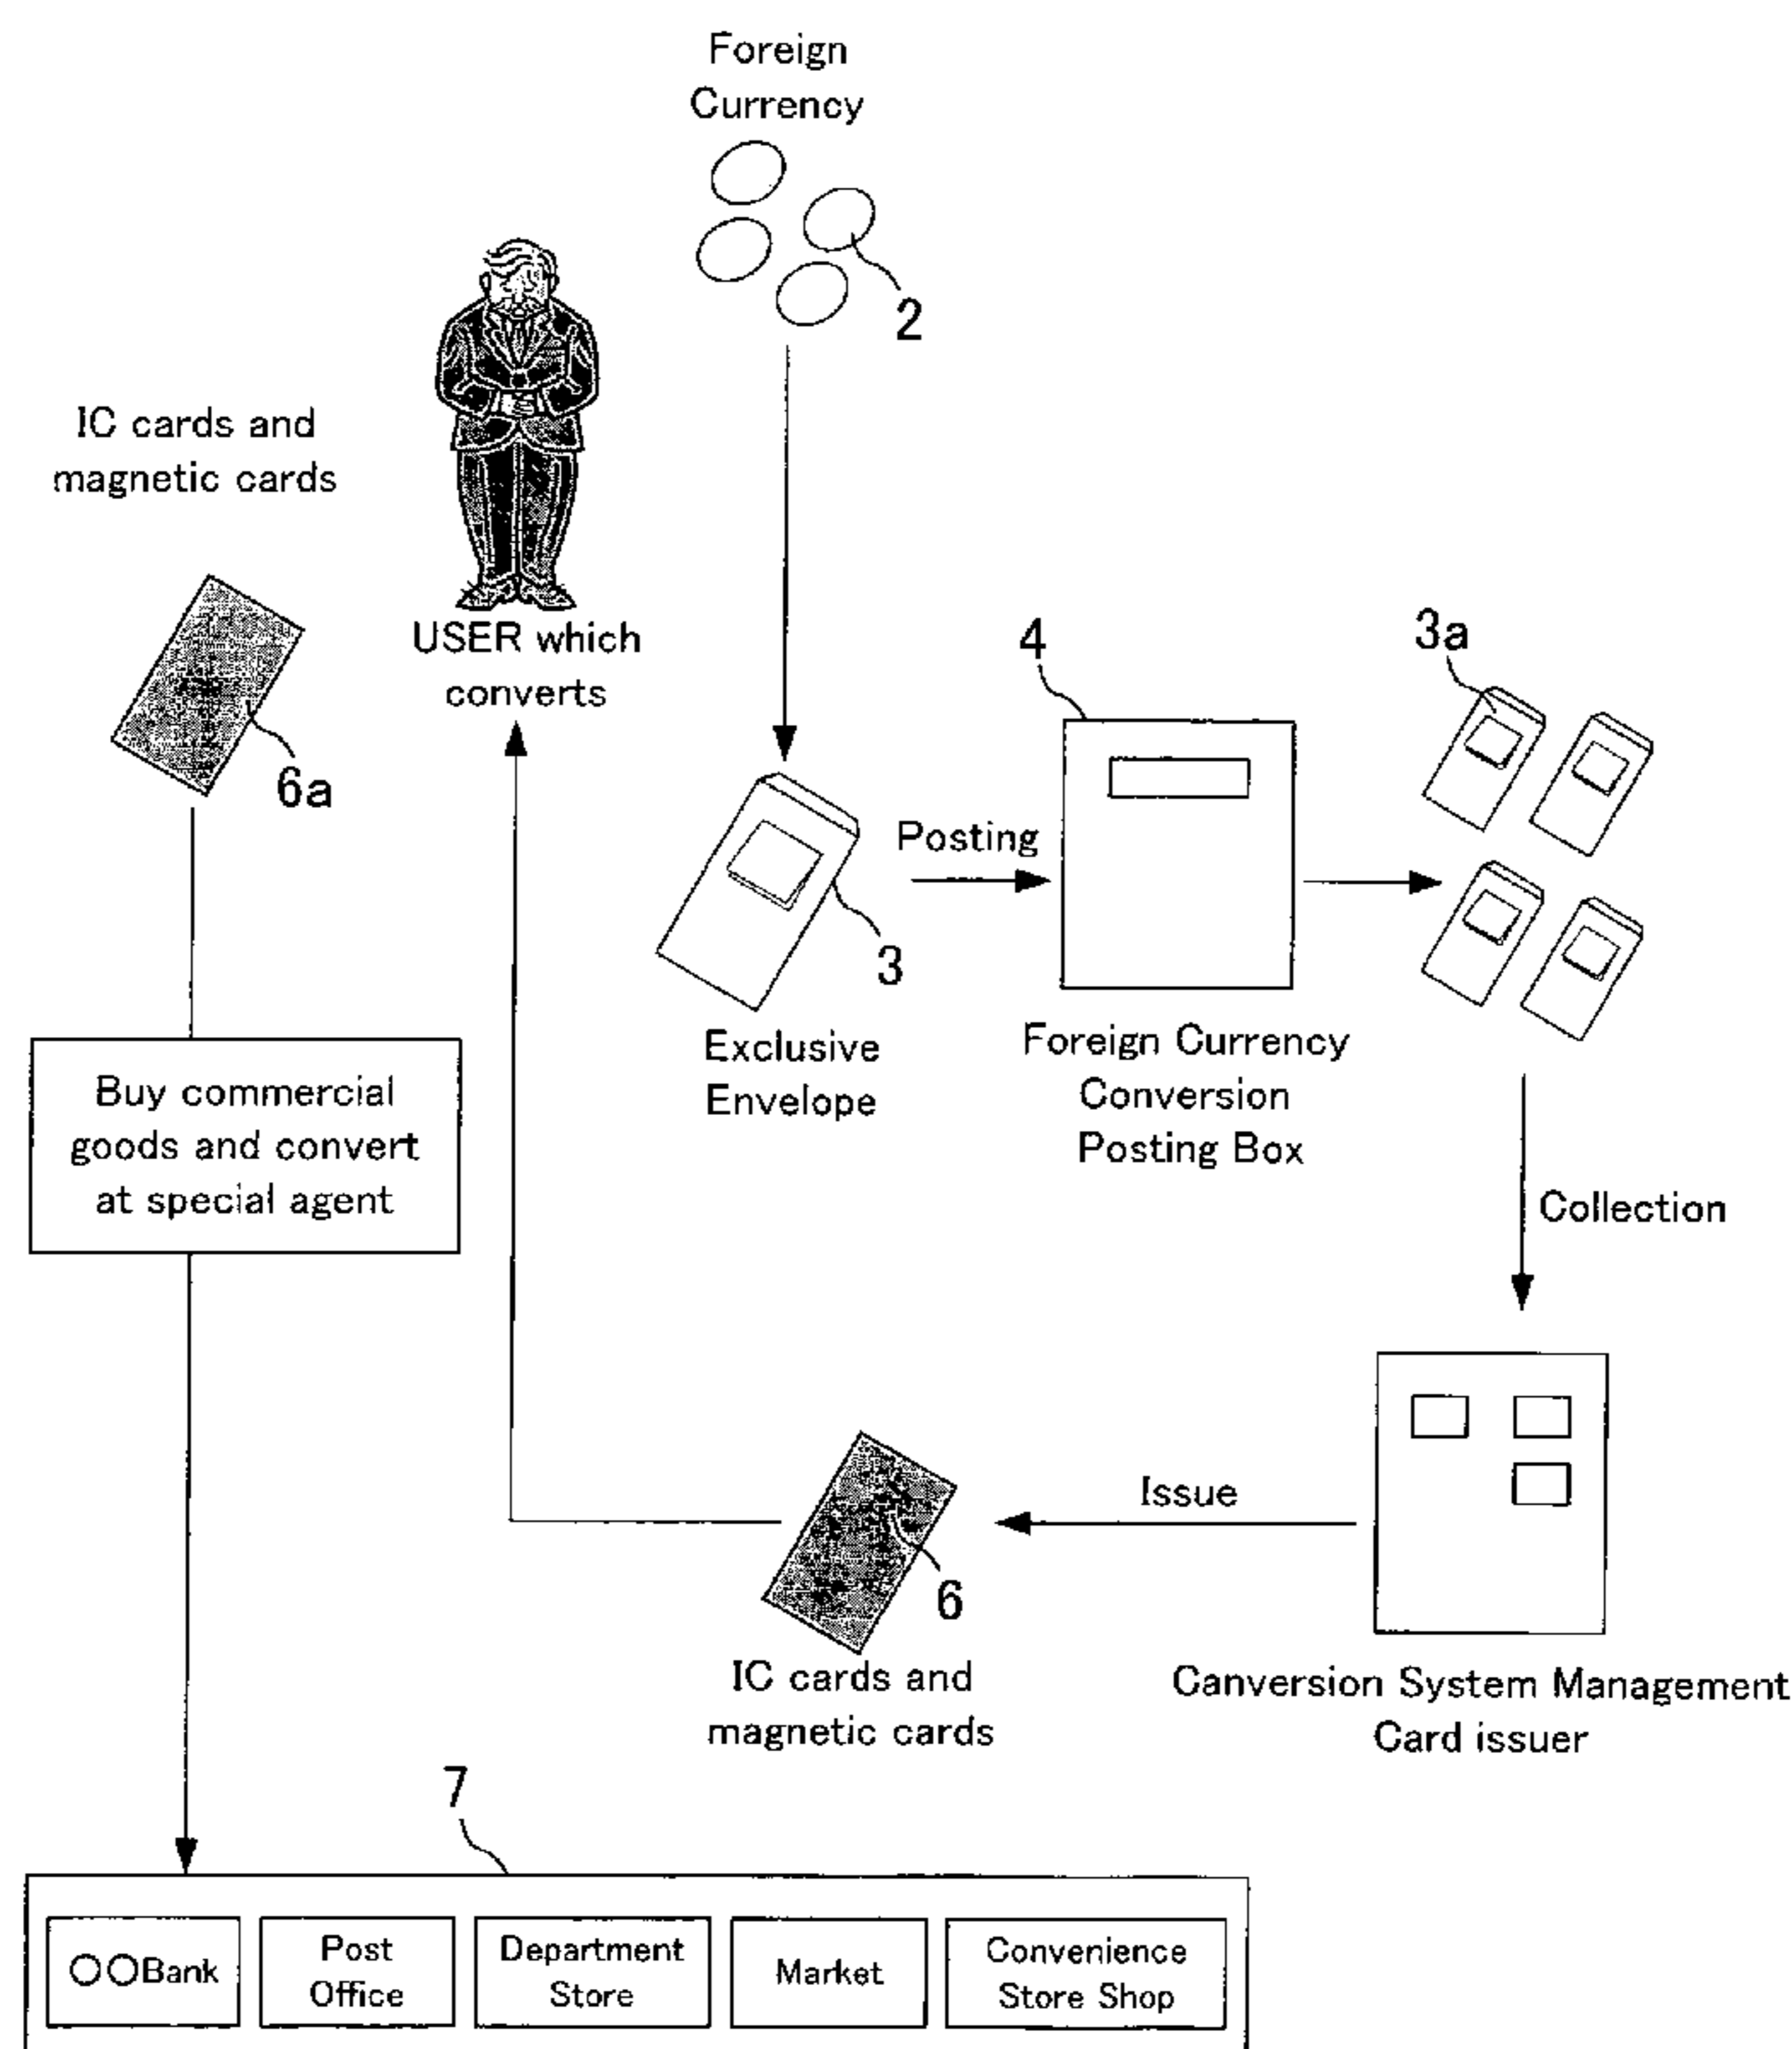 Foreign
Currency
2
IC cards and
magnetic cards
USER which
converts
6a
4
3a
Posting
3
Exclusive
Envelope
Foreign Currency
Conversion
Posting Box
Buy commercial
goods and convert
at special agent
Collection
Issue
6
IC cards and
magnetic cards
Canversion System Management
Card issuer
7
○○Bank
Post
Office
Department
Store
Market
Convenience
Store Shop